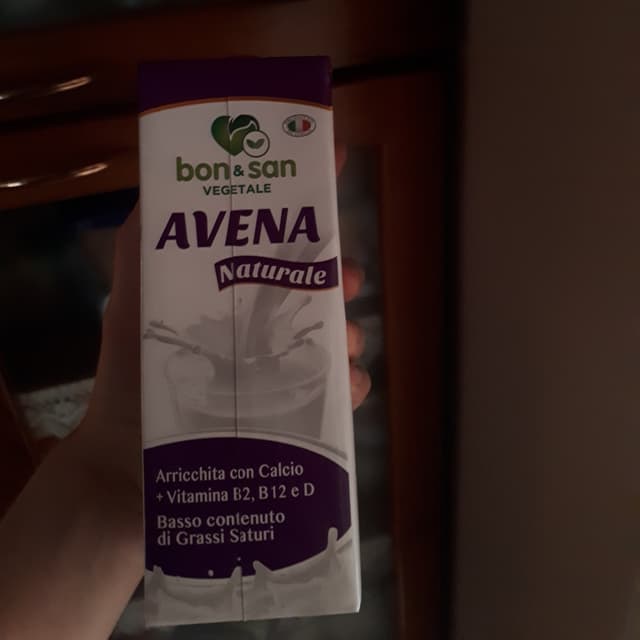 bon & san
VEGETALE
AVENA
Naturale
Arricchita con Calcio
+ Vitamina B2, B12 e D
Basso contenuto
di Grassi Saturi